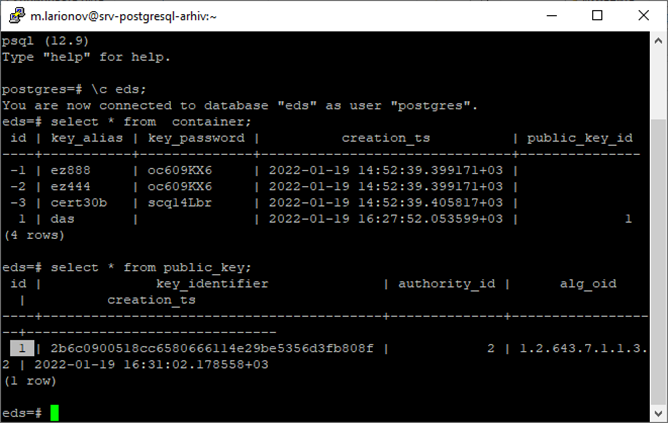 m.larionov@srv-postgresql-arhiv:~
psql (12.9)
Type "help" for help.
postgres=# \c eds;
You are now connected to database "eds" as user "postgres".
eds=# select * from  container;
 id | key_alias | key_password |         creation_ts           | public_key_id
----+-----------+--------------+-------------------------------+---------------
 -1 | ez888     | oc609KX6     | 2022-01-19 14:52:39.399171+03 |
 -2 | ez444     | oc609KX6     | 2022-01-19 14:52:39.399171+03 |
 -3 | cert30b   | scql4Lbr     | 2022-01-19 14:52:39.405817+03 |
  1 | das       |              | 2022-01-19 16:27:52.053599+03 |             1
(4 rows)
eds=# select * from public_key;
 id |              key_identifier              | authority_id |      alg_oid
  |         creation_ts
----+------------------------------------------+--------------+-----------------
--+-------------------------------
  1 | 2b6c0900518cc6580666114e29be5356d3fb808f |            2 | 1.2.643.7.1.1.3.
2 | 2022-01-19 16:31:02.178558+03
(1 row)
eds=#